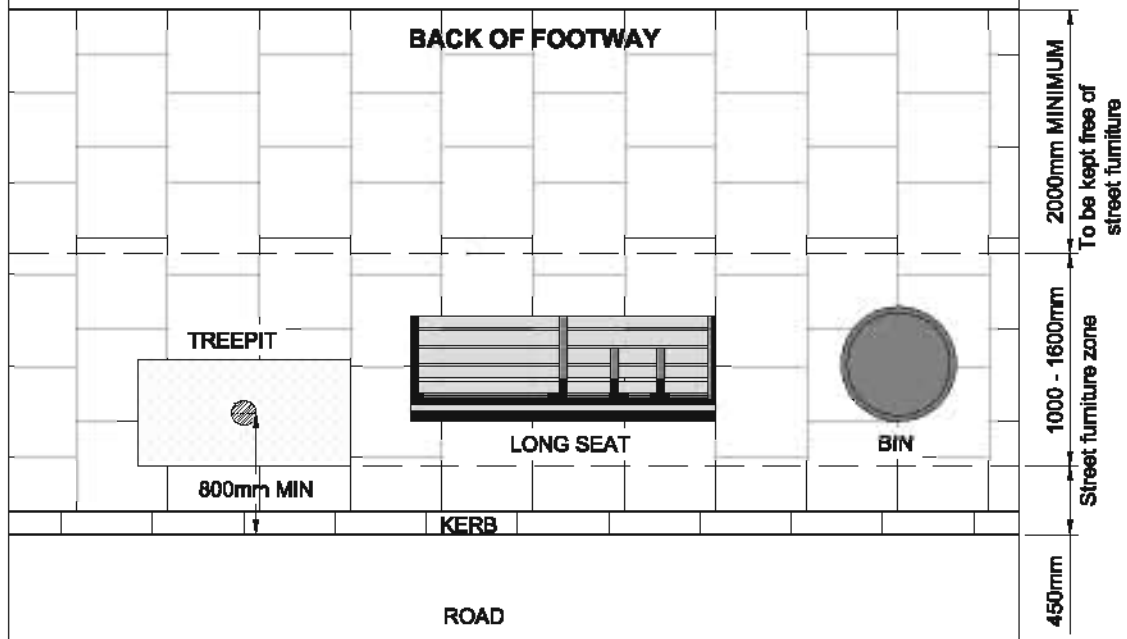 BACK OF FOOTWAY
2000mm MINIMUM
To be kept free of
street furniture
TREEPIT
1000 - 1600mm
Street furniture zone
LONG SEAT
BIN
800mm MIN
KERB
450mm
ROAD